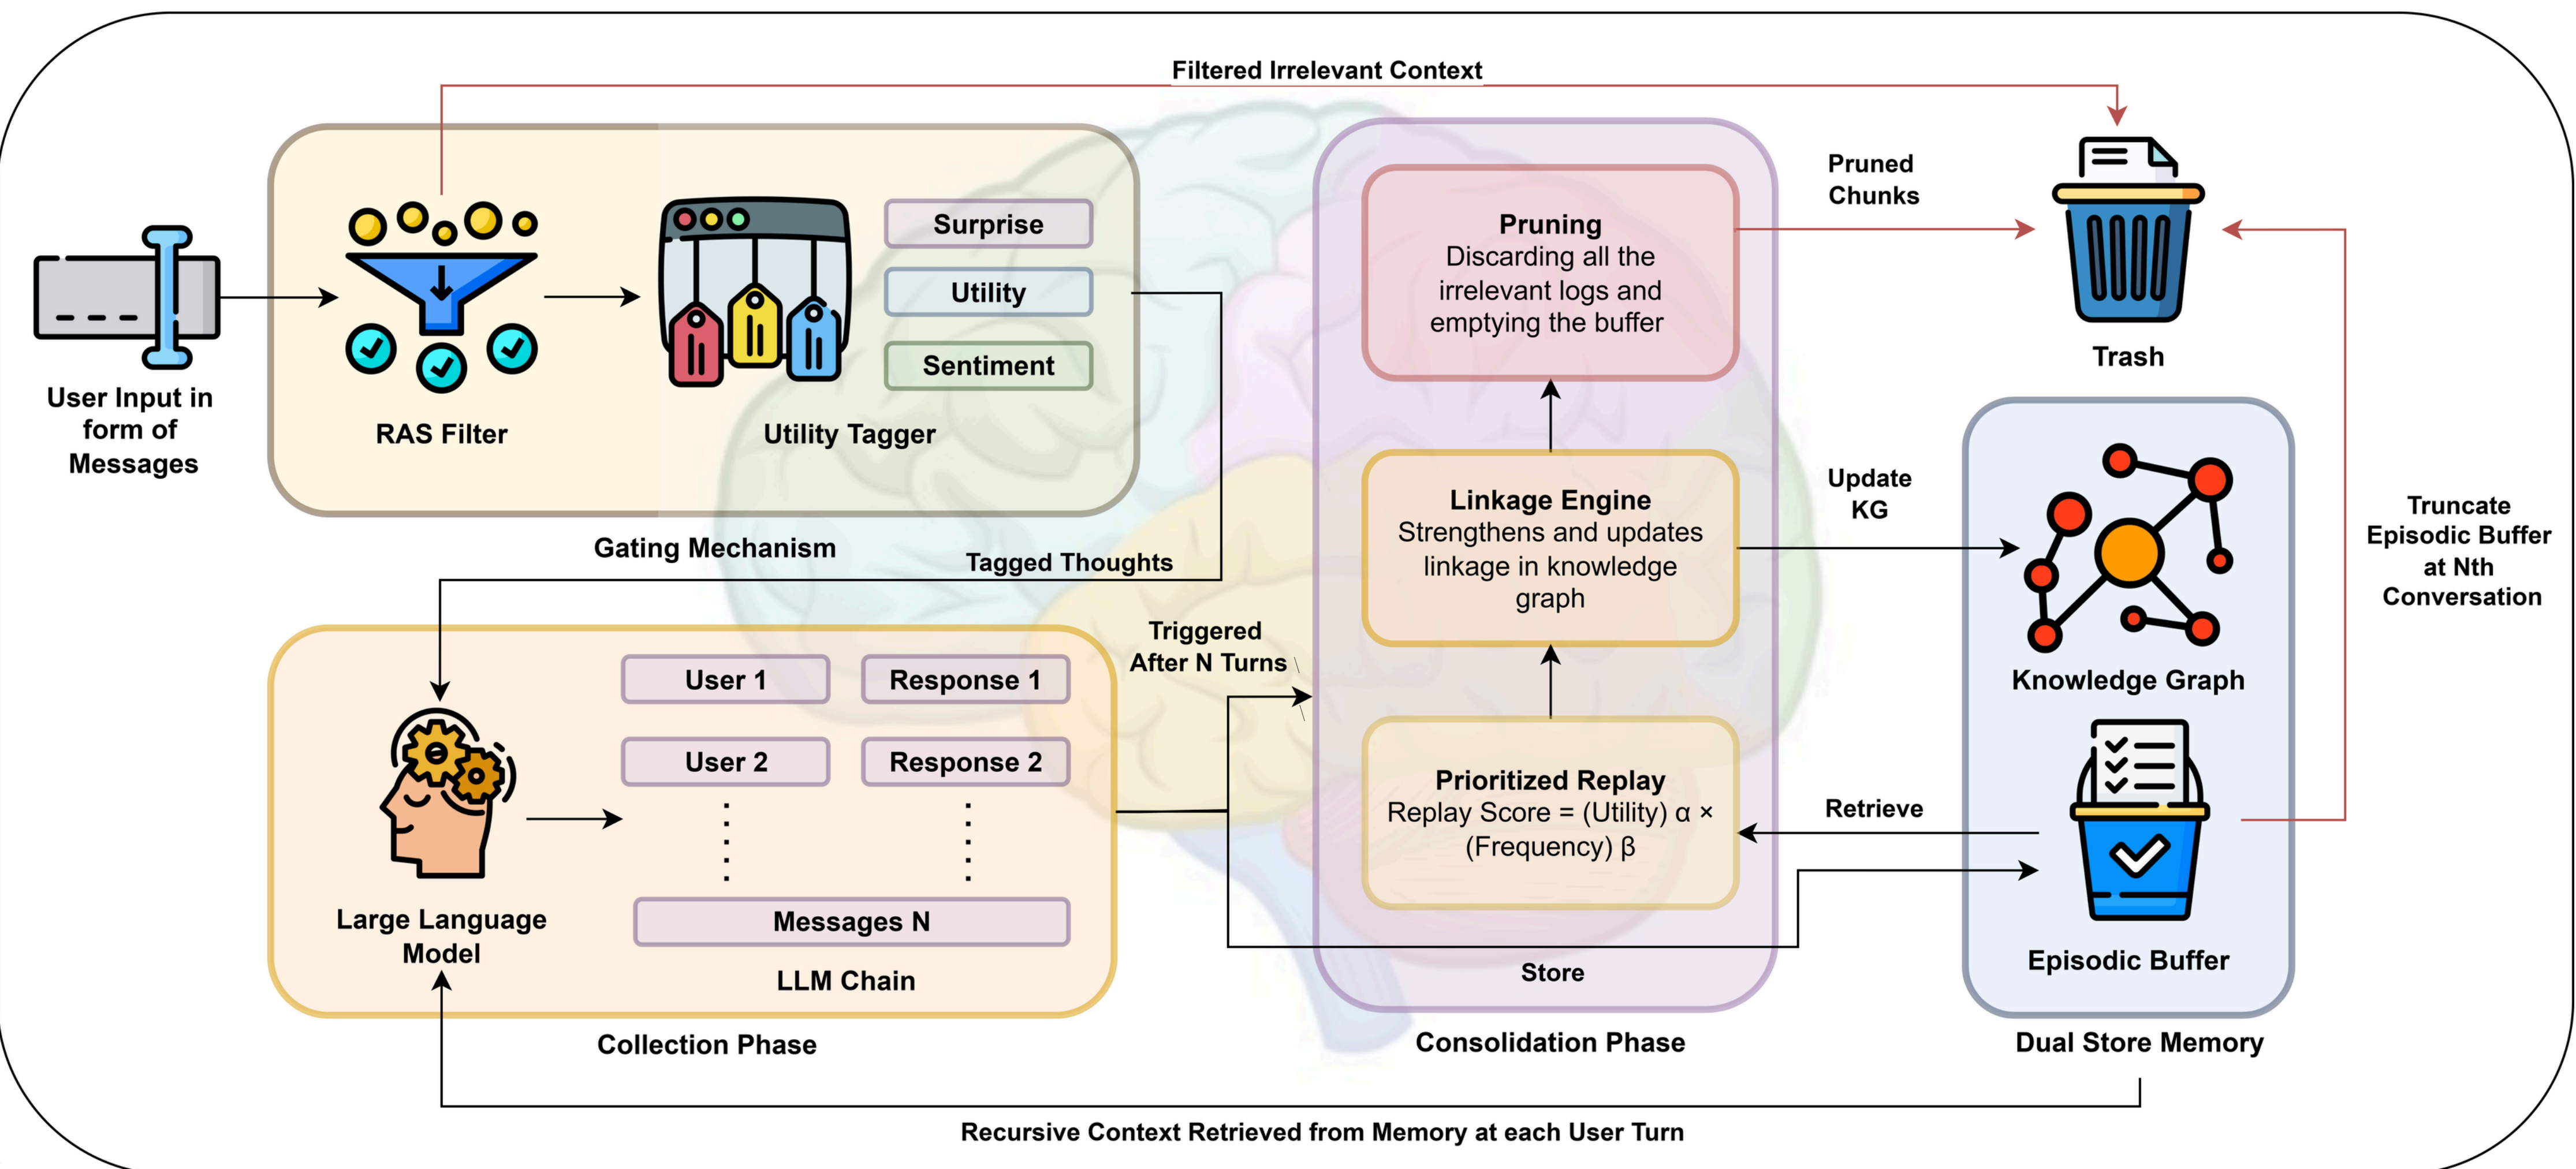 Filtered Irrelevant Context
User Input in
form of
Messages
RAS Filter
Utility Tagger
Surprise
Utility
Sentiment
Gating Mechanism
Tagged Thoughts
Large Language
Model
User 1
Response 1
User 2
Response 2
Messages N
LLM Chain
Collection Phase
Triggered
After N Turns
Pruning
Discarding all the
irrelevant logs and
emptying the buffer
Linkage Engine
Strengthens and updates
linkage in knowledge
graph
Prioritized Replay
Replay Score = (Utility) α ×
(Frequency) β
Store
Consolidation Phase
Pruned
Chunks
Update
KG
Retrieve
Trash
Knowledge Graph
Episodic Buffer
Dual Store Memory
Truncate
Episodic Buffer
at Nth
Conversation
Recursive Context Retrieved from Memory at each User Turn